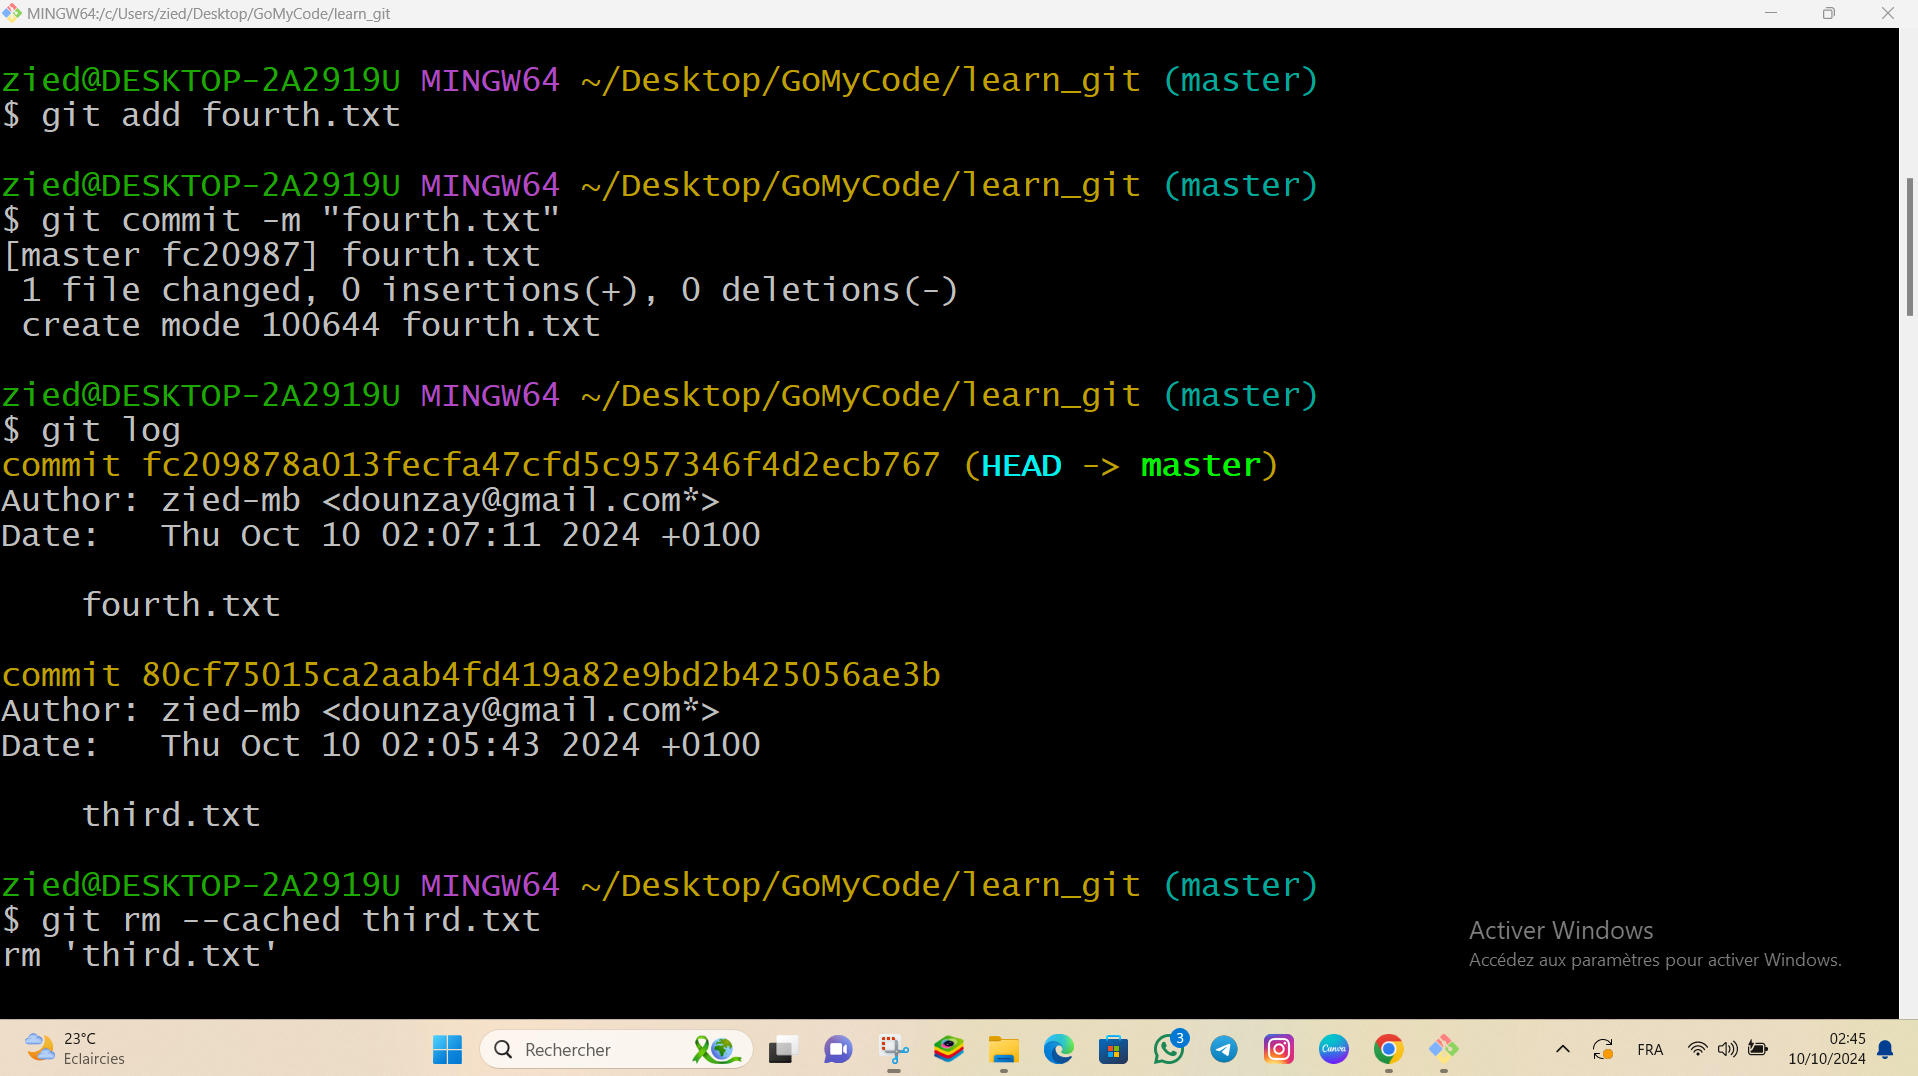 MINGW64:/c/Users/zied/Desktop/GoMyCode/learn_git
zied@DESKTOP-2A2919U MINGW64 ~/Desktop/GoMyCode/learn_git (master)
$ git add fourth.txt
zied@DESKTOP-2A2919U MINGW64 ~/Desktop/GoMyCode/learn_git (master)
$ git commit -m "fourth.txt"
[master fc20987] fourth.txt
 1 file changed, 0 insertions(+), 0 deletions(-)
 create mode 100644 fourth.txt
zied@DESKTOP-2A2919U MINGW64 ~/Desktop/GoMyCode/learn_git (master)
$ git log
commit fc209878a013fecfa47cfd5c957346f4d2ecb767 (HEAD -> master)
Author: zied-mb <dounzay@gmail.com*>
Date:   Thu Oct 10 02:07:11 2024 +0100
    fourth.txt
commit 80cf75015ca2aab4fd419a82e9bd2b425056ae3b
Author: zied-mb <dounzay@gmail.com*>
Date:   Thu Oct 10 02:05:43 2024 +0100
    third.txt
zied@DESKTOP-2A2919U MINGW64 ~/Desktop/GoMyCode/learn_git (master)
$ git rm --cached third.txt
rm 'third.txt'
Activer Windows
Accédez aux paramètres pour activer Windows.
23°C
Eclaircies
Rechercher
Canva
3
FRA
02:45
10/10/2024